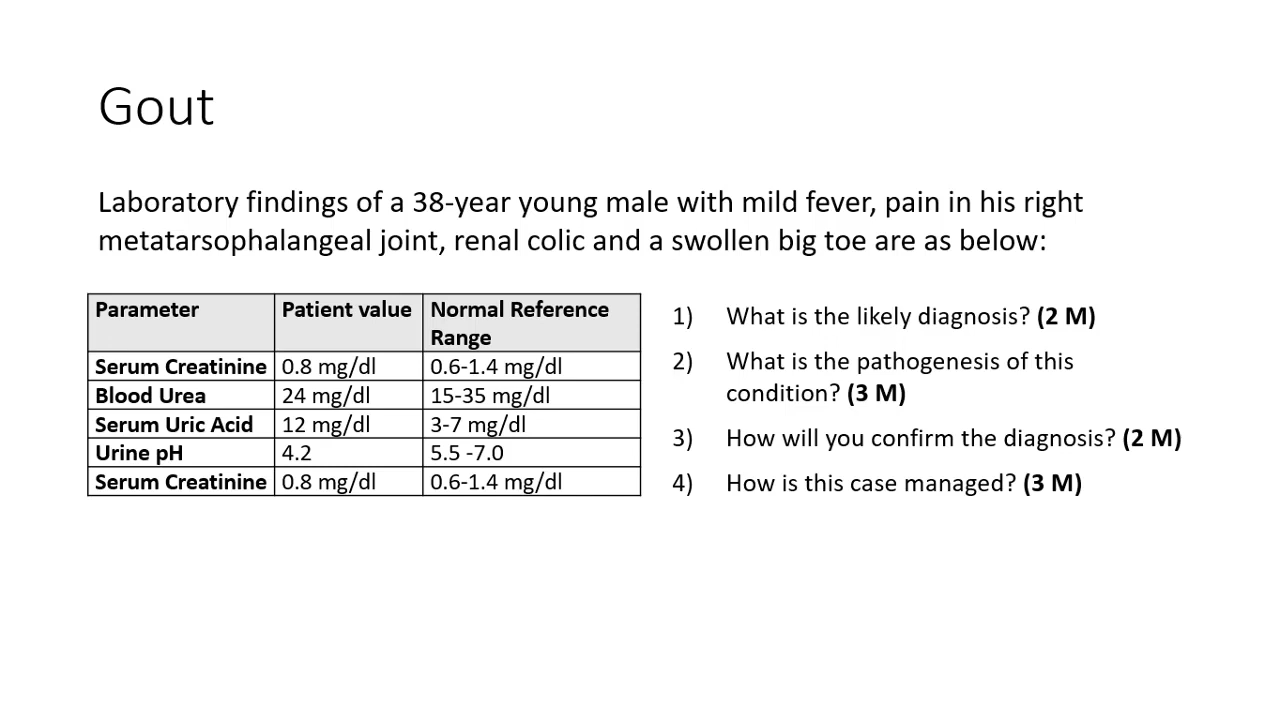 Gout
Laboratory findings of a 38-year young male with mild fever, pain in his right
metatarsophalangeal joint, renal colic and a swollen big toe are as below:
Parameter Patient value Normal Reference
Range
Serum Creatinine 0.8 mg/dl 0.6-1.4 mg/dl
Blood Urea 24 mg/dl 15-35 mg/dl
Serum Uric Acid 12 mg/dl 3-7 mg/dl
Urine pH 4.2 5.5 -7.0
Serum Creatinine 0.8 mg/dl 0.6-1.4 mg/dl
1) What is the likely diagnosis? (2 M)
2) What is the pathogenesis of this
condition? (3 M)
3) How will you confirm the diagnosis? (2 M)
4) How is this case managed? (3 M)